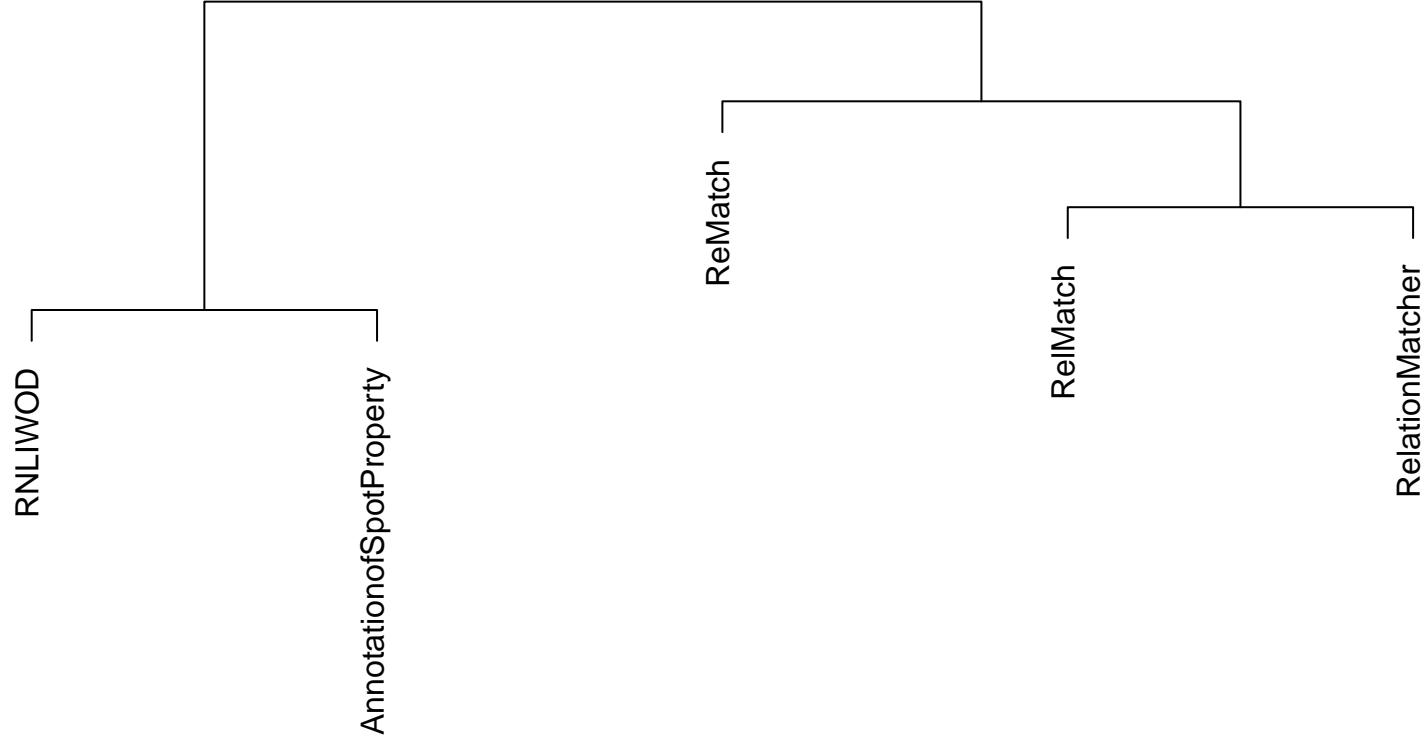 RNLIWOD
AnnotationofSpotProperty
ReMatch
RelMatch
RelationMatcher